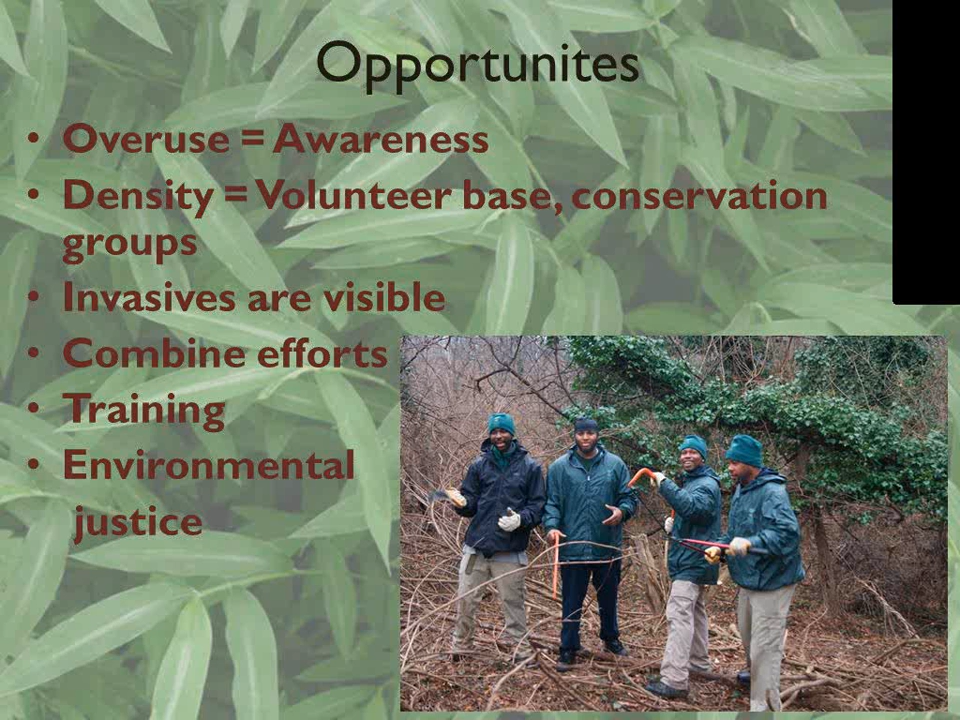 Opportunites
• Overuse = Awareness
• Density = Volunteer base, conservation
groups
• Invasives are visible
• Combine efforts
• Training
• Environmental
justice